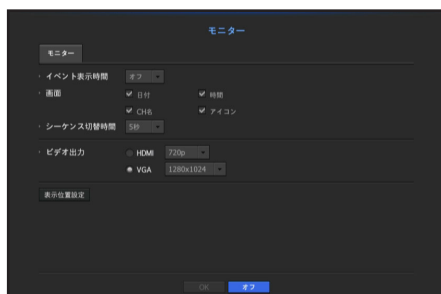 モニター
モニター
・ イベント表示時間 オフ
・ 画面 日付 時間
CH名 アイコン
・ シーケンス切替時間 5秒
・ ビデオ出力 HDMI 720p
VGA 1280x1024
表示位置設定
OK オフ